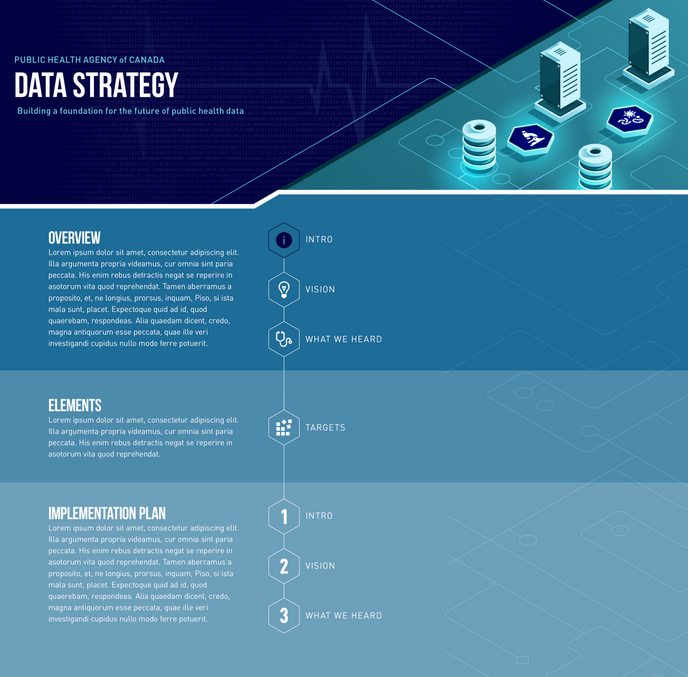 PUBLIC HEALTH AGENCY of CANADA
DATA STRATEGY
Building a foundation for the future of public health data
OVERVIEW
Lorem ipsum dolor sit amet, consectetur adipiscing elit.
Illa argumenta propria videamus, cur omnia sint paria
peccata. His enim rebus detractis negat se reperire in
asotorum vita quod reprehendat. Tamen aberramus a
proposito, et, ne longius, prorsus, inquam, Piso, si ista
mala sunt, placet. Expectoque quid ad id, quod
quaerebam, respondeas. Alia quaedam dicent, credo,
magna antiquorum esse peccata, quae ille veri
investigandi cupidus nullo modo ferre potuerit.
i INTRO
VISION
WHAT WE HEARD
ELEMENTS
Lorem ipsum dolor sit amet, consectetur adipiscing elit.
Illa argumenta propria videamus, cur omnia sint paria
peccata. His enim rebus detractis negat se reperire in
asotorum vita quod reprehendat.
TARGETS
IMPLEMENTATION PLAN
Lorem ipsum dolor sit amet, consectetur adipiscing elit.
Illa argumenta propria videamus, cur omnia sint paria
peccata. His enim rebus detractis negat se reperire in
asotorum vita quod reprehendat. Tamen aberramus a
proposito, et, ne longius, prorsus, inquam, Piso, si ista
mala sunt, placet. Expectoque quid ad id, quod
quaerebam, respondeas. Alia quaedam dicent, credo,
magna antiquorum esse peccata, quae ille veri
investigandi cupidus nullo modo ferre potuerit.
1 INTRO
2 VISION
3 WHAT WE HEARD